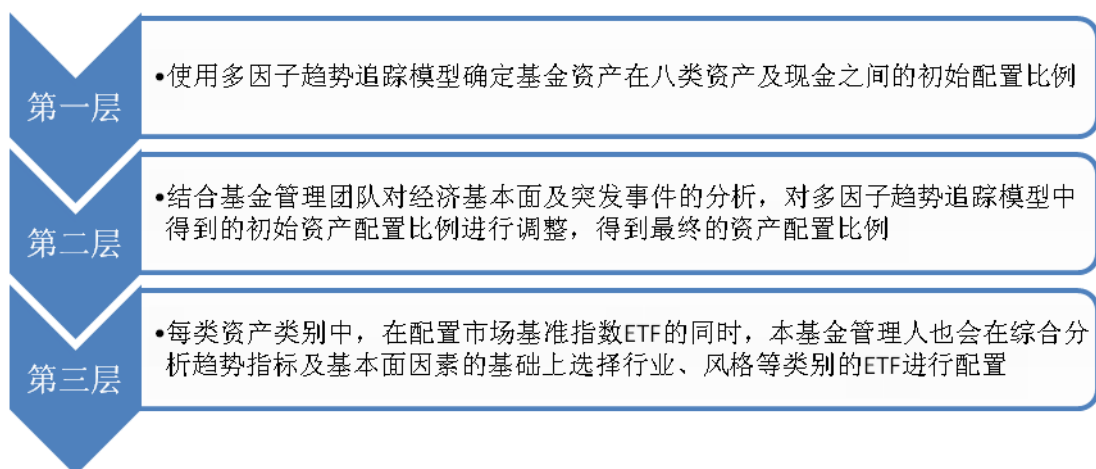 第一层
•使用多因子趋势追踪模型确定基金资产在八类资产及现金之间的初始配置比例
第二层
•结合基金管理团队对经济基本面及突发事件的分析，对多因子趋势追踪模型中
得到的初始资产配置比例进行调整，得到最终的资产配置比例
第三层
•每类资产类别中，在配置市场基准指数ETF的同时，本基金管理人也会在综合分
析趋势指标及基本面因素的基础上选择行业、风格等类别的ETF进行配置